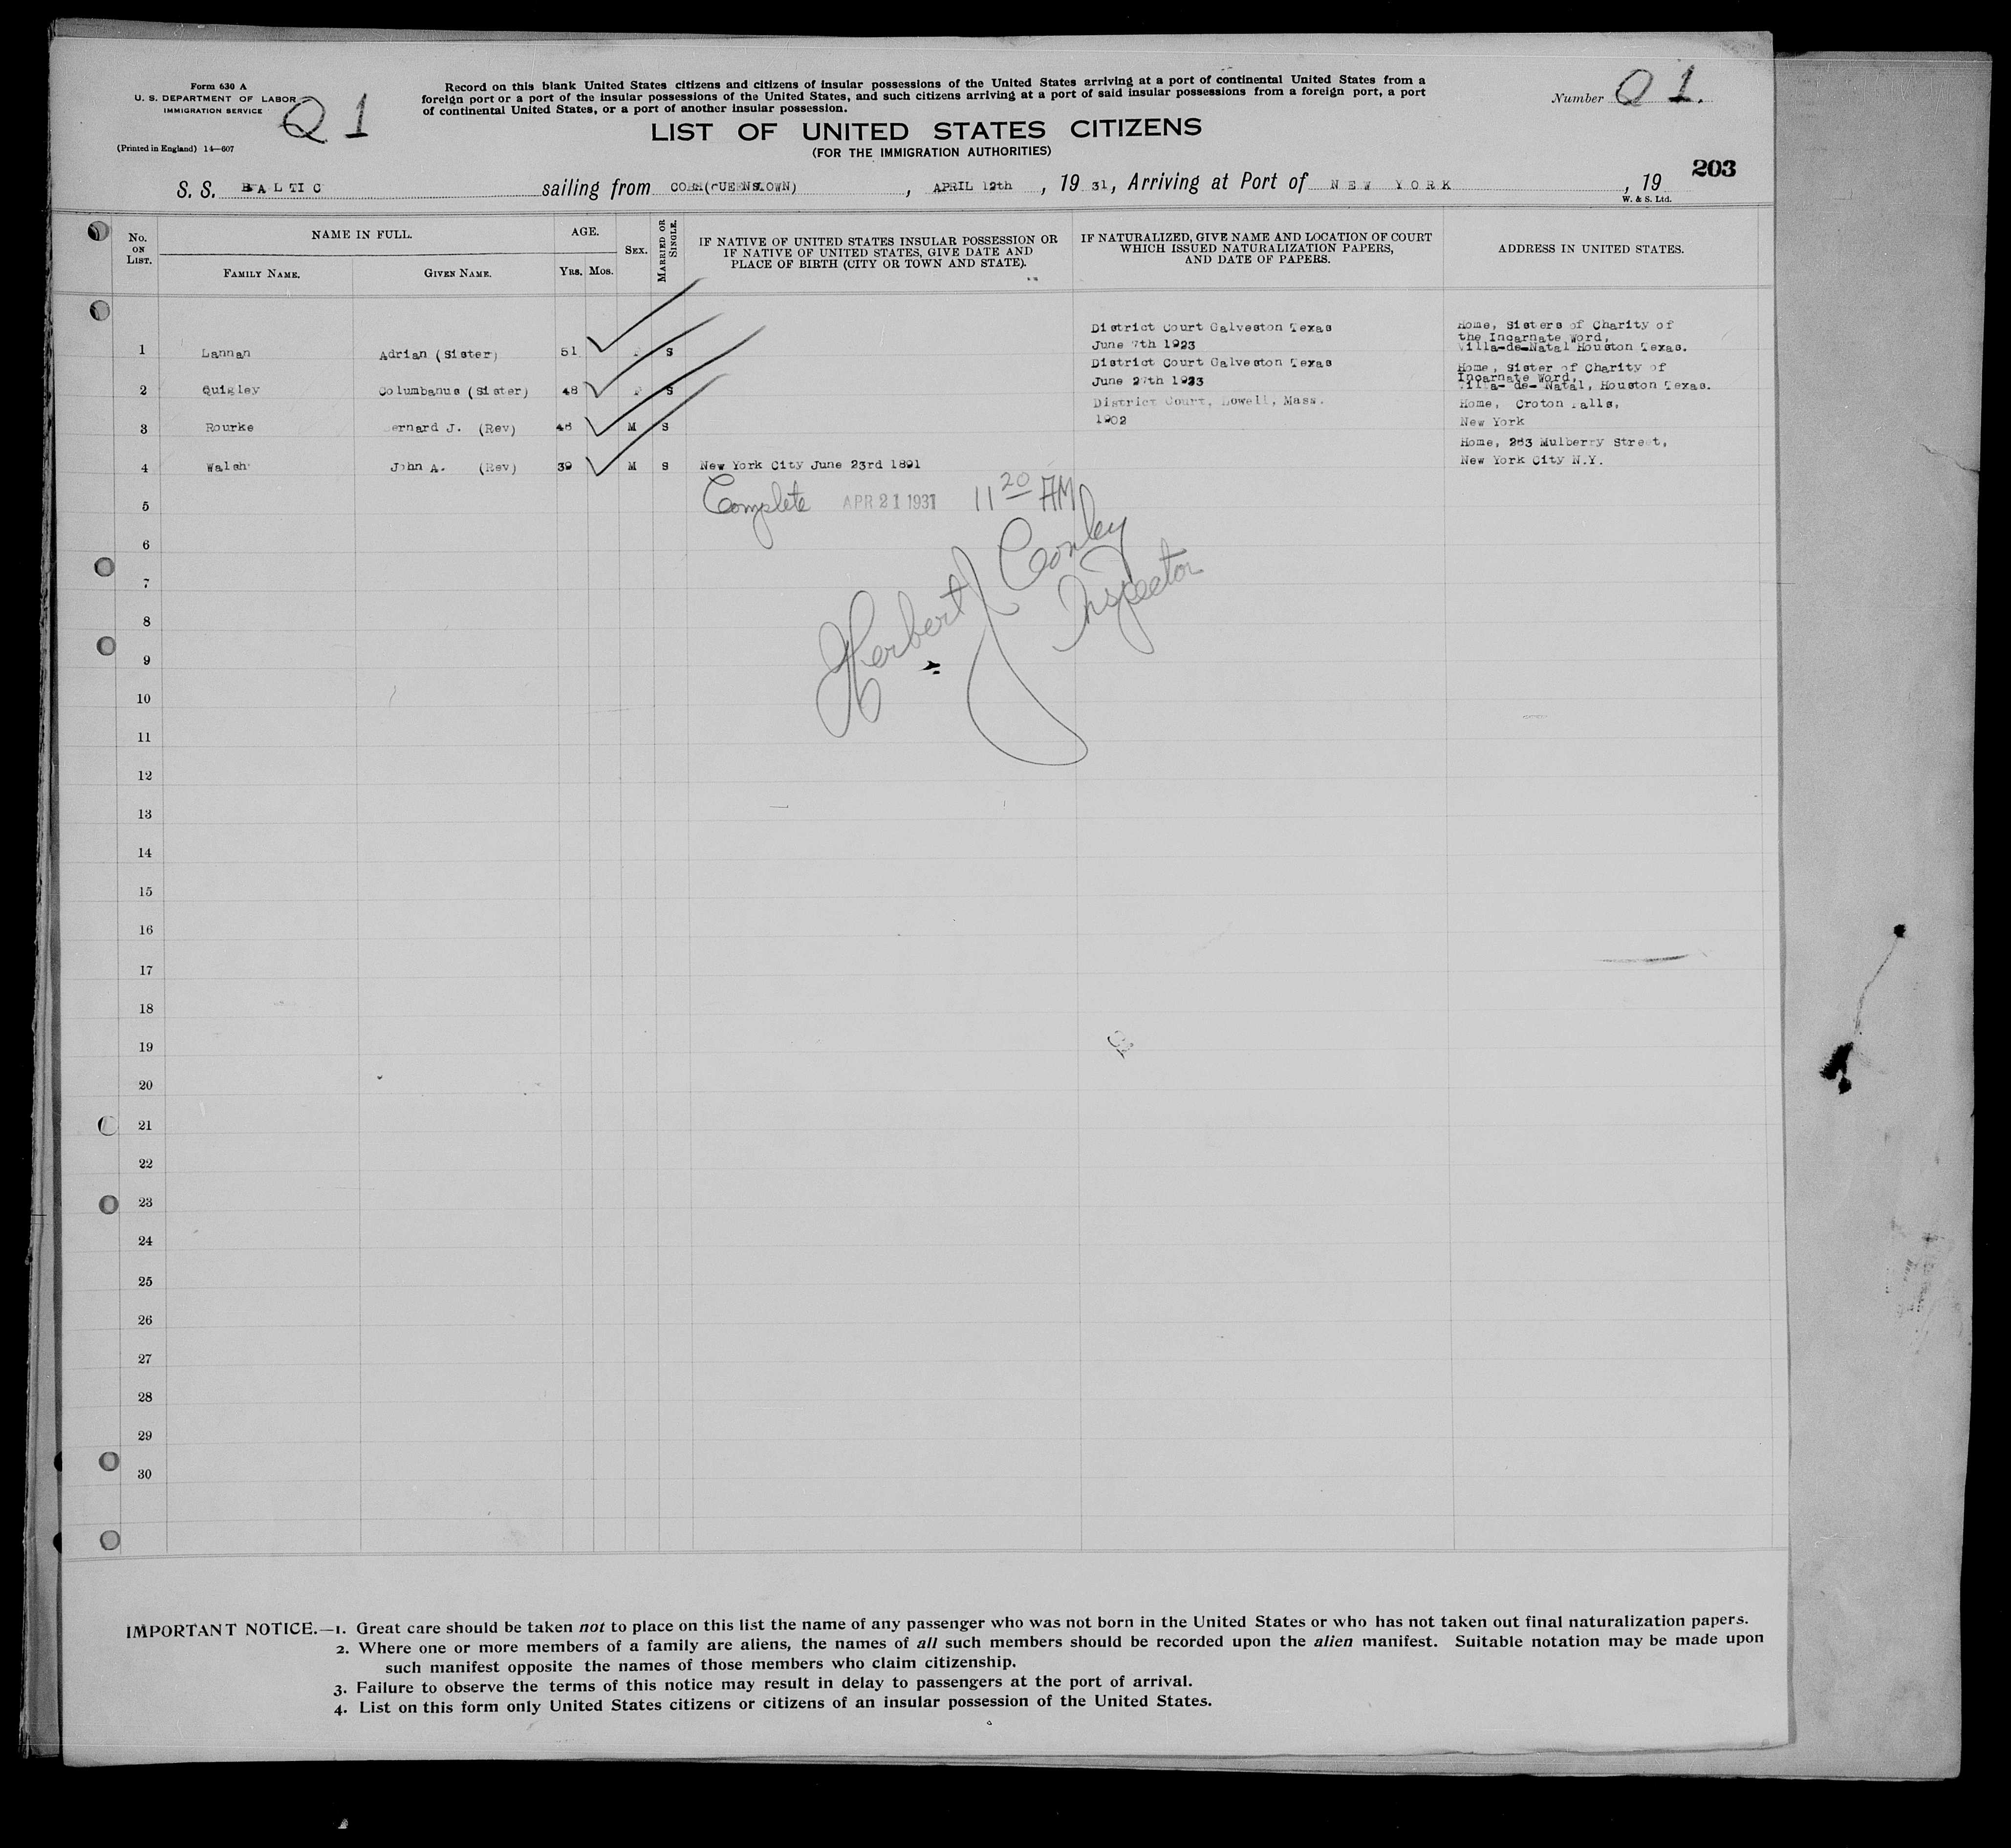 Form 630 A
U. S. DEPARTMENT OF LABOR
IMMIGRATION SERVICE
Q 1
(Printed in England) 14—607
Record on this blank United States citizens and citizens of insular possessions of the United States arriving at a port of continental United States from a
foreign port or a port of the insular possessions of the United States, and such citizens arriving at a port of said insular possessions from a foreign port, a port
of continental United States, or a port of another insular possession.
LIST OF UNITED STATES CITIZENS
(FOR THE IMMIGRATION AUTHORITIES)
Number Q 1.
203
S. S. BALTIC sailing from COBH(QUEENSTOWN), APRIL 12th, 19 31, Arriving at Port of NEW YORK, 19
W. & S. Ltd.
No. ON LIST.
NAME IN FULL.
FAMILY NAME.
GIVEN NAME.
AGE.
YRS. MOS.
SEX.
MARRIED OR SINGLE.
IF NATIVE OF UNITED STATES INSULAR POSSESSION OR
IF NATIVE OF UNITED STATES, GIVE DATE AND
PLACE OF BIRTH (CITY OR TOWN AND STATE).
IF NATURALIZED, GIVE NAME AND LOCATION OF COURT
WHICH ISSUED NATURALIZATION PAPERS,
AND DATE OF PAPERS.
ADDRESS IN UNITED STATES.
1 Lannan Adrian (Sister) 51 F S
District Court Galveston Texas
June 7th 1923
Home, Sisters of Charity of
the Incarnate Word,
Villa-de-Natal Houston Texas.
2 Quigley Columbanus (Sister) 48 F S
District Court Galveston Texas
June 27th 1923
Home, Sister of Charity of
Incarnate Word,
Villa- de- Natal, Houston Texas.
3 Rourke ernard J. (Rev) M S
District Court, Lowell, Mass.
1902
Home, Croton Falls,
New York
4 Walsh John A. (Rev) 39 M S New York City June 23rd 1891
Home, 263 Mulberry Street,
New York City N.Y.
Complete APR 21 1931 11 20 AM
Herbert J Conley
Inspector
5
6
7
8
9
10
11
12
13
14
15
16
17
18
19
20
21
22
23
24
25
26
27
28
29
30
IMPORTANT NOTICE.—1. Great care should be taken not to place on this list the name of any passenger who was not born in the United States or who has not taken out final naturalization papers.
2. Where one or more members of a family are aliens, the names of all such members should be recorded upon the alien manifest. Suitable notation may be made upon
such manifest opposite the names of those members who claim citizenship.
3. Failure to observe the terms of this notice may result in delay to passengers at the port of arrival.
4. List on this form only United States citizens or citizens of an insular possession of the United States.